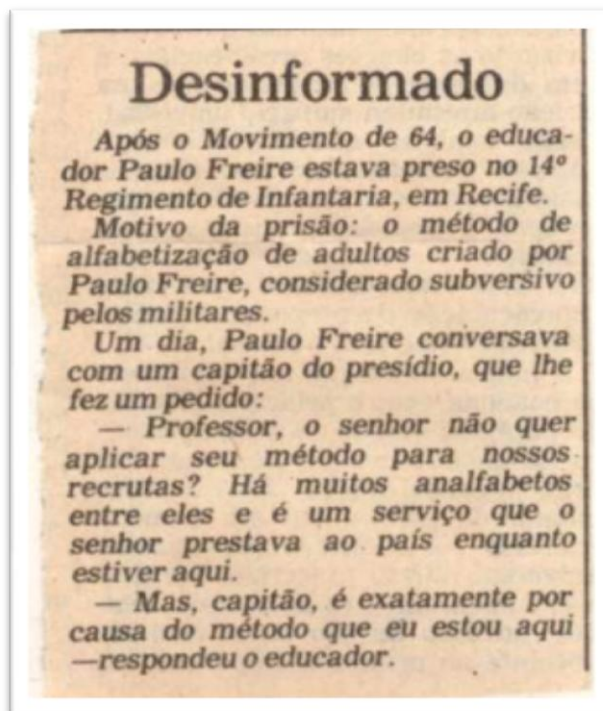 Desinformado
Após o Movimento de 64, o educa-
dor Paulo Freire estava preso no 14º
Regimento de Infantaria, em Recife.
Motivo da prisão: o método de
alfabetização de adultos criado por
Paulo Freire, considerado subversivo
pelos militares.
Um dia, Paulo Freire conversava
com um capitão do presídio, que lhe
fez um pedido:
— Professor, o senhor não quer
aplicar seu método para nossos
recrutas? Há muitos analfabetos
entre eles e é um serviço que o
senhor prestava ao país enquanto
estiver aqui.
— Mas, capitão, é exatamente por
causa do método que eu estou aqui
—respondeu o educador.